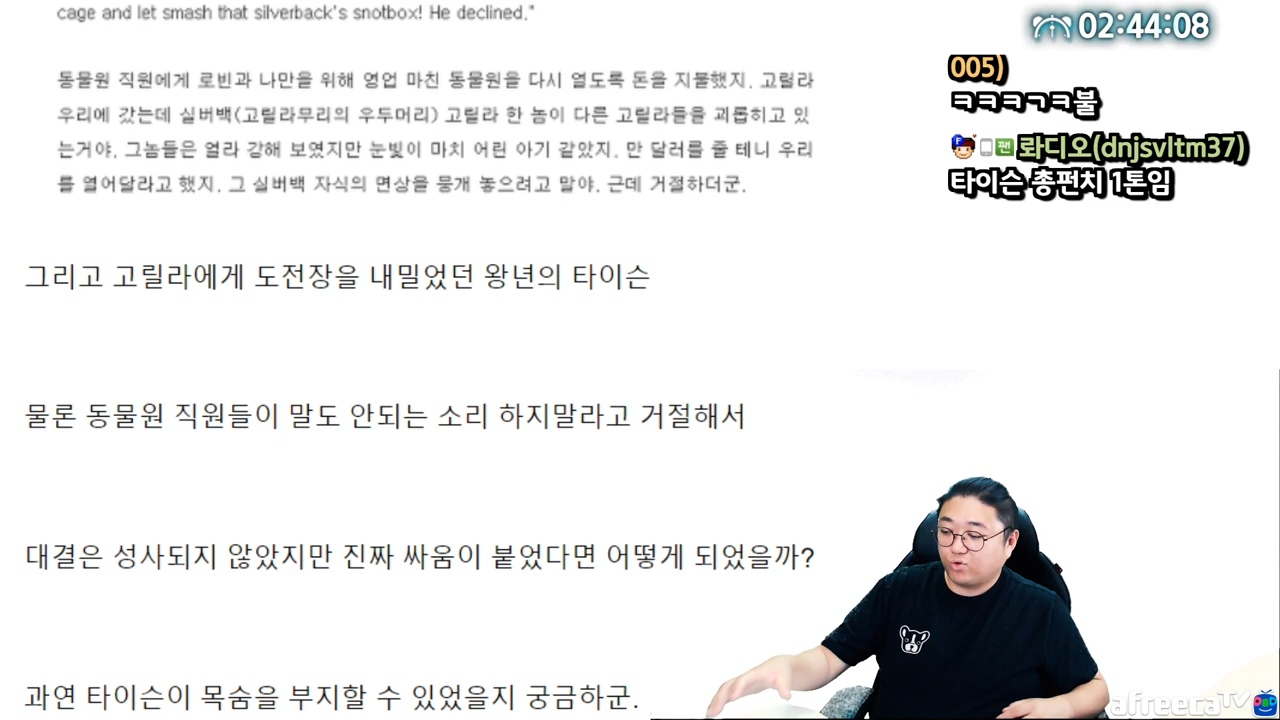 cage and let smash that silverback's snotbox! He declined."
동물원 직원에게 로빈과 나만을 위해 영업 마친 동물원을 다시 열도록 돈을 지불했지. 고릴라
우리에 갔는데 실버백(고릴라무리의 우두머리) 고릴라 한 놈이 다른 고릴라들을 괴롭히고 있
는거야. 그놈들은 열라 강해 보였지만 눈빛이 마치 어린 아기 같았지. 만 달러를 줄 테니 우리
를 열어달라고 했지. 그 실버백 자식의 면상을 뭉개 놓으려고 말야. 근데 거절하더군.
그리고 고릴라에게 도전장을 내밀었던 왕년의 타이슨
물론 동물원 직원들이 말도 안되는 소리 하지말라고 거절해서
대결은 성사되지 않았지만 진짜 싸움이 붙었다면 어떻게 되었을까?
과연 타이슨이 목숨을 부지할 수 있었을지 궁금하군.
02:44:08
005)
ㅋㅋㅋㄱㅋ불
F 팬 롸디오(dnjsvltm37)
타이슨 총펀치 1톤임
afreecaTV